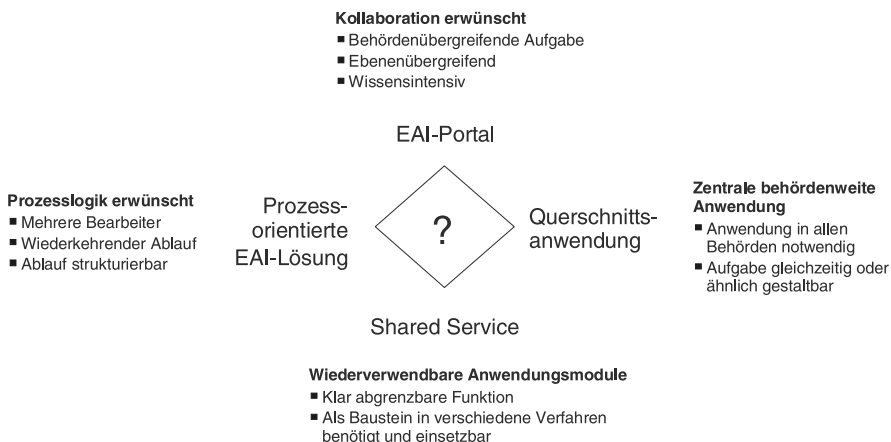 Kollaboration erwünscht
▪ Behördenübergreifende Aufgabe
▪ Ebenenübergreifend
▪ Wissensintensiv
EAI-Portal
Prozesslogik erwünscht
▪ Mehrere Bearbeiter
▪ Wiederkehrender Ablauf
▪ Ablauf strukturierbar
Prozess-
orientierte
EAI-Lösung
?
Querschnitts-
anwendung
Zentrale behördenweite
Anwendung
▪ Anwendung in allen
Behörden notwendig
▪ Aufgabe gleichzeitig oder
ähnlich gestaltbar
Shared Service
Wiederverwendbare Anwendungsmodule
▪ Klar abgrenzbare Funktion
▪ Als Baustein in verschiedene Verfahren
benötigt und einsetzbar